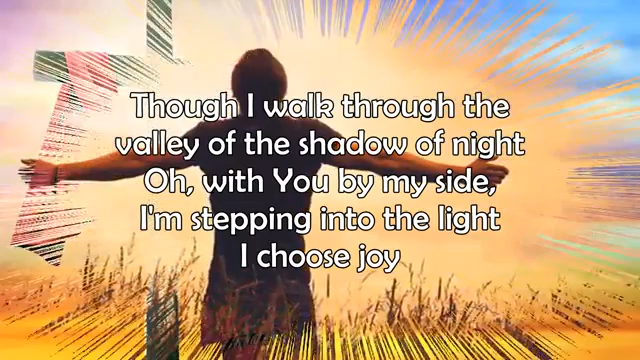 Though I walk through the
valley of the shadow of night
Oh, with You by my side,
I'm stepping into the light
I choose joy